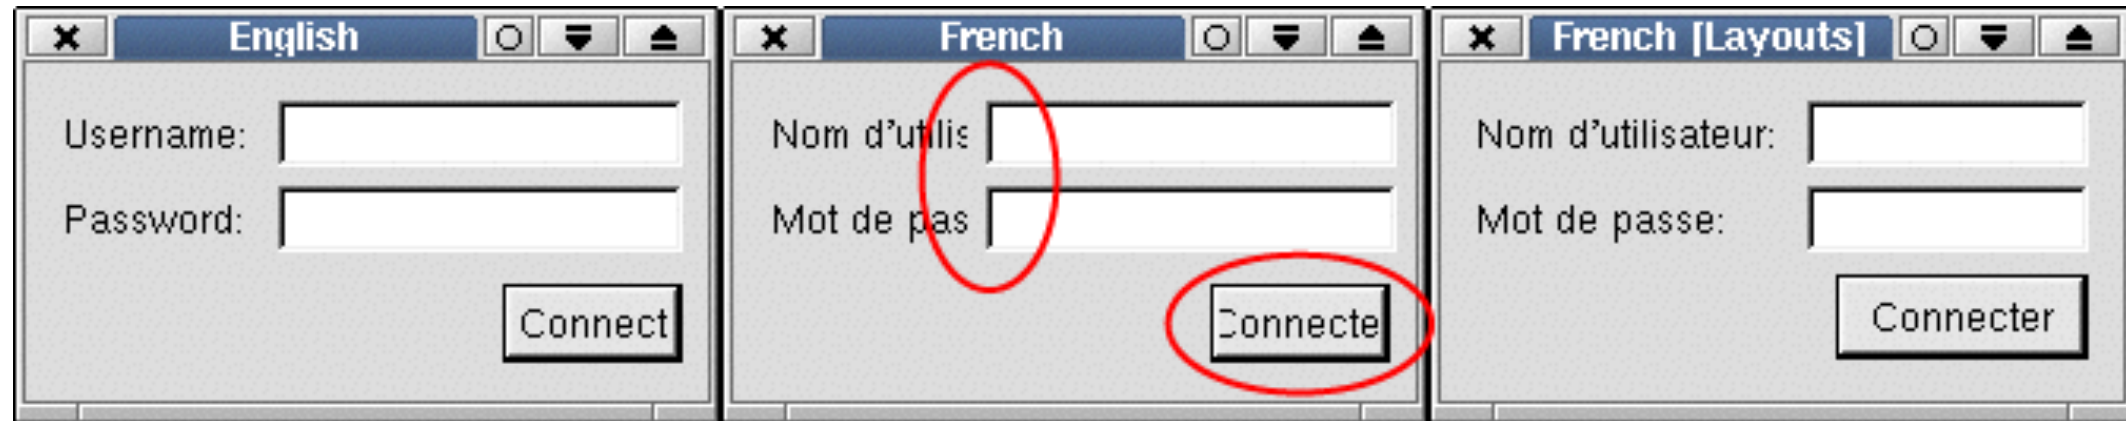 English
Username:
Password:
Connect
French
Nom d'utilis
Mot de pas
Connecte
French [Layouts]
Nom d'utilisateur:
Mot de passe:
Connecter